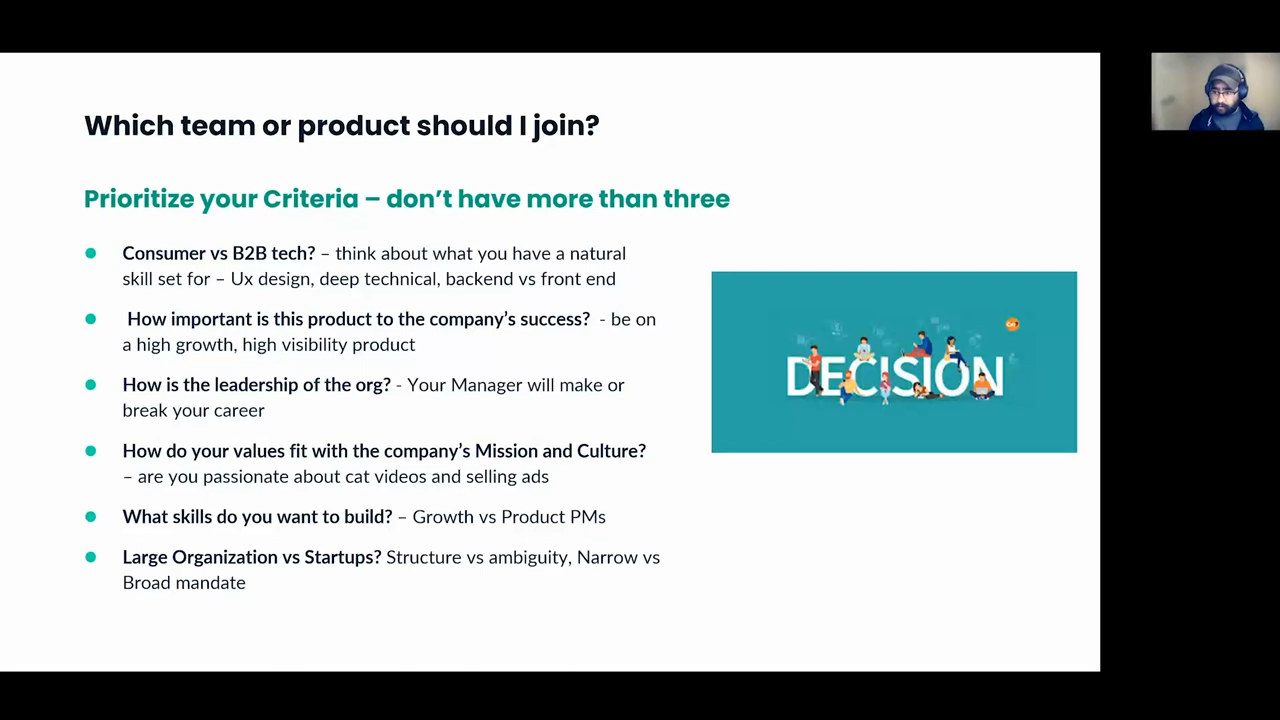 Which team or product should I join?
Prioritize your Criteria – don't have more than three
Consumer vs B2B tech? – think about what you have a natural
skill set for – Ux design, deep technical, backend vs front end
How important is this product to the company's success? - be on
a high growth, high visibility product
How is the leadership of the org? - Your Manager will make or
break your career
How do your values fit with the company's Mission and Culture?
– are you passionate about cat videos and selling ads
What skills do you want to build? – Growth vs Product PMs
Large Organization vs Startups? Structure vs ambiguity, Narrow vs
Broad mandate
DECISION